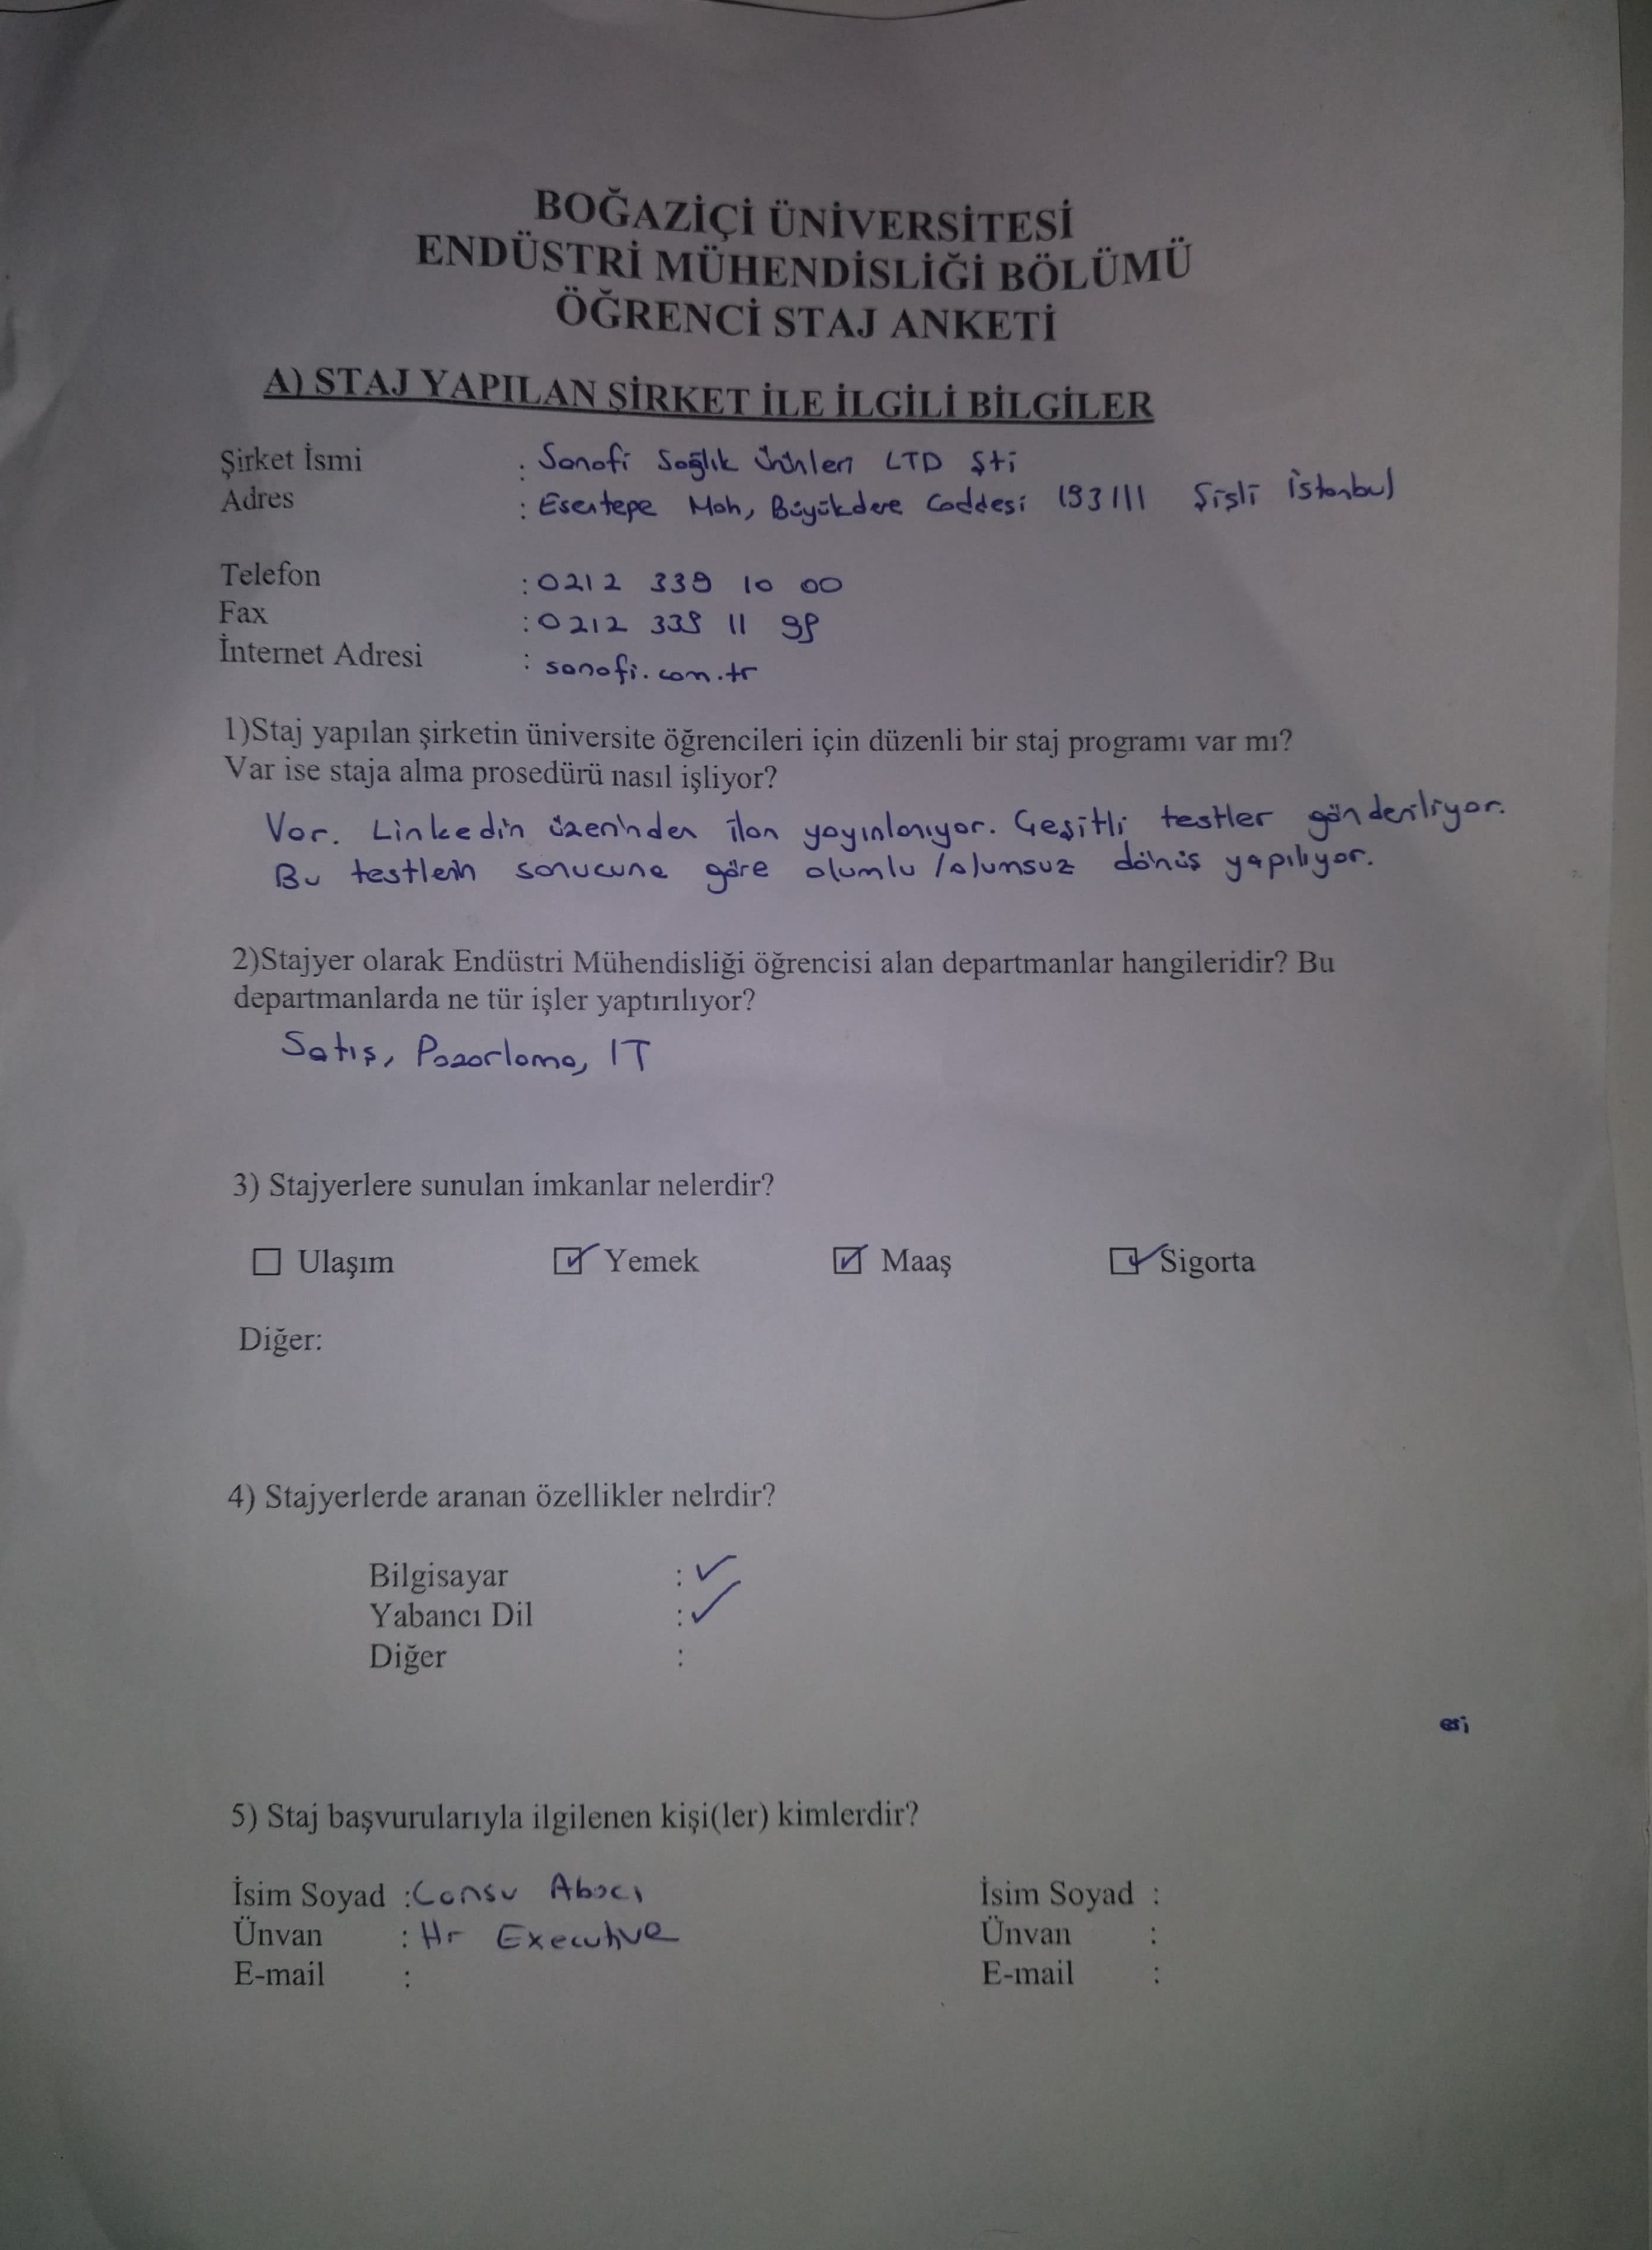 BOĞAZİÇİ ÜNİVERSİTESİ
ENDÜSTRİ MÜHENDİSLİĞİ BÖLÜMÜ
ÖĞRENCİ STAJ ANKETİ
A) STAJ YAPILAN ŞİRKET İLE İLGİLİ BİLGİLER
Şirket İsmi : Sanofi Sağlık Ürünleri LTD Şti
Adres : Esentepe Mah, Büyükdere Caddesi 193/11 Şişli İstanbul
Telefon : 0212 339 10 00
Fax : 0212 339 11 99
İnternet Adresi : sanofi.com.tr
1)Staj yapılan şirketin üniversite öğrencileri için düzenli bir staj programı var mı?
Var ise staja alma prosedürü nasıl işliyor?
Var. Linkedin üzerinden ilan yayınlanıyor. Çeşitli testler gönderiliyor.
Bu testlerin sonucuna göre olumlu/olumsuz dönüş yapılıyor.
2)Stajyer olarak Endüstri Mühendisliği öğrencisi alan departmanlar hangileridir? Bu
departmanlarda ne tür işler yaptırılıyor?
Satış, Pazarlama, IT
3) Stajyerlere sunulan imkanlar nelerdir?
☐ Ulaşım ☑ Yemek ☑ Maaş ☑ Sigorta
Diğer:
4) Stajyerlerde aranan özellikler nelrdir?
Bilgisayar : ✓
Yabancı Dil : ✓
Diğer :
5) Staj başvurularıyla ilgilenen kişi(ler) kimlerdir?
İsim Soyad : Cansu Abacı İsim Soyad :
Ünvan : Hr Executive Ünvan :
E-mail : E-mail :